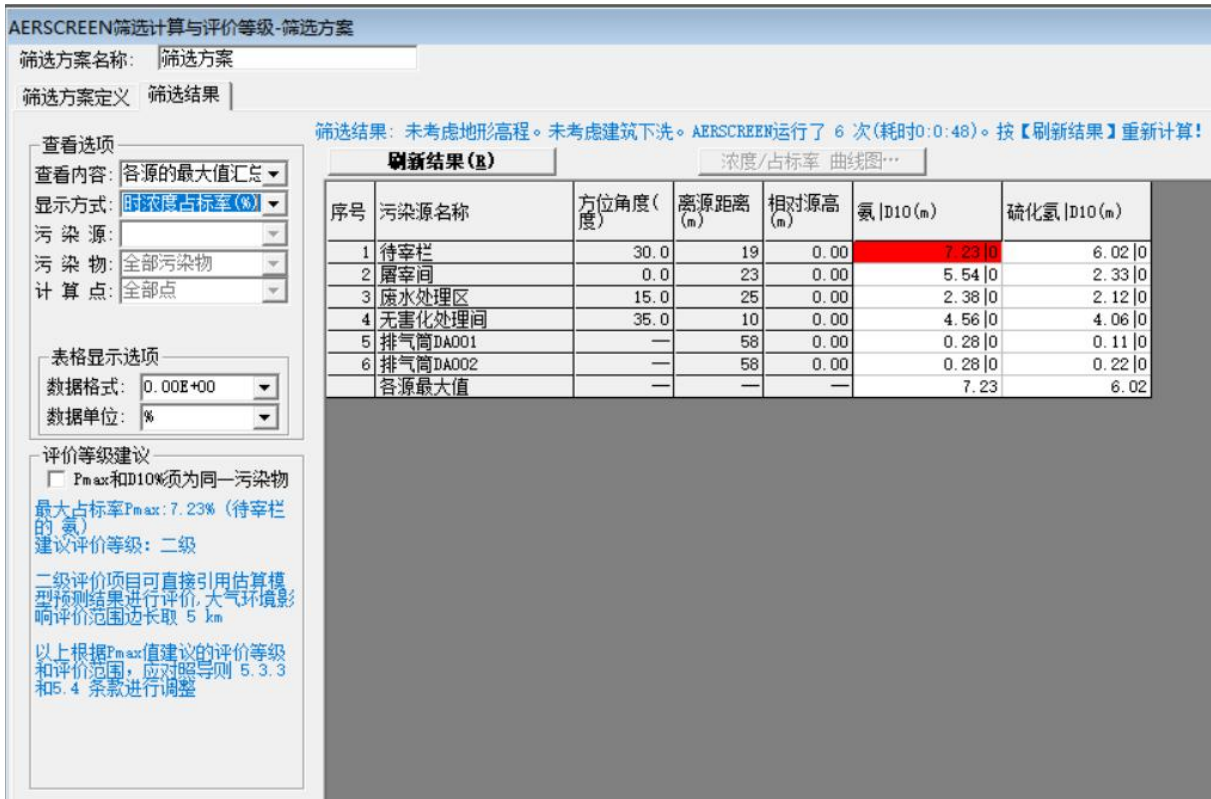 AERSCREEN筛选计算与评价等级-筛选方案
筛选方案名称: 筛选方案
筛选方案定义 筛选结果
筛选结果: 未考虑地形高程。未考虑建筑下洗。AERSCREEN运行了 6 次(耗时0:0:48)。按【刷新结果】重新计算!
刷新结果(R) 浓度/占标率 曲线图…
查看选项
查看内容: 各源的最大值汇总
显示方式: 时浓度占标率(%)
污 染 源:
污 染 物: 全部污染物
计 算 点: 全部点
表格显示选项
数据格式: 0.00E+00
数据单位: %
评价等级建议
Pmax和D10%须为同一污染物
最大占标率Pmax:7.23% (待宰栏
的 氨)
建议评价等级: 二级
二级评价项目可直接引用估算模
型预测结果进行评价,大气环境影
响评价范围边长取 5 km
以上根据Pmax值建议的评价等级
和评价范围,应对照导则 5.3.3
和5.4 条款进行调整
序号 污染源名称 方位角度(度) 离源距离(m) 相对源高(m) 氨|D10(m) 硫化氢|D10(m)
1 待宰栏 30.0 19 0.00 7.23|0 6.02|0
2 屠宰间 0.0 23 0.00 5.54|0 2.33|0
3 废水处理区 15.0 25 0.00 2.38|0 2.12|0
4 无害化处理间 35.0 10 0.00 4.56|0 4.06|0
5 排气筒DA001 — 58 0.00 0.28|0 0.11|0
6 排气筒DA002 — 58 0.00 0.28|0 0.22|0
各源最大值 — — — 7.23 6.02